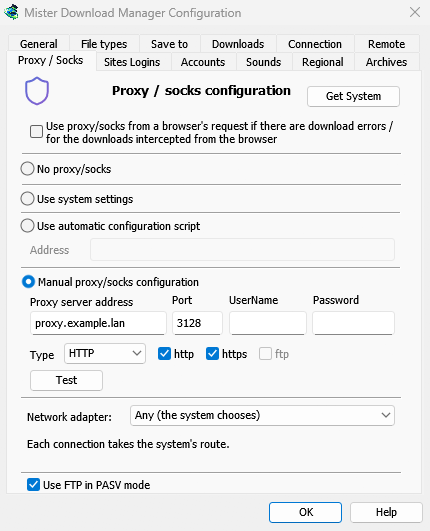 Mister Download Manager Configuration
General File types Save to Downloads Connection Remote
Proxy / Socks Sites Logins Accounts Sounds Regional Archives
Proxy / socks configuration Get System
Use proxy/socks from a browser's request if there are download errors /
for the downloads intercepted from the browser
No proxy/socks
Use system settings
Use automatic configuration script
Address
Manual proxy/socks configuration
Proxy server address Port UserName Password
proxy.example.lan 3128
Type HTTP http https ftp
Test
Network adapter: Any (the system chooses)
Each connection takes the system's route.
Use FTP in PASV mode
OK Help